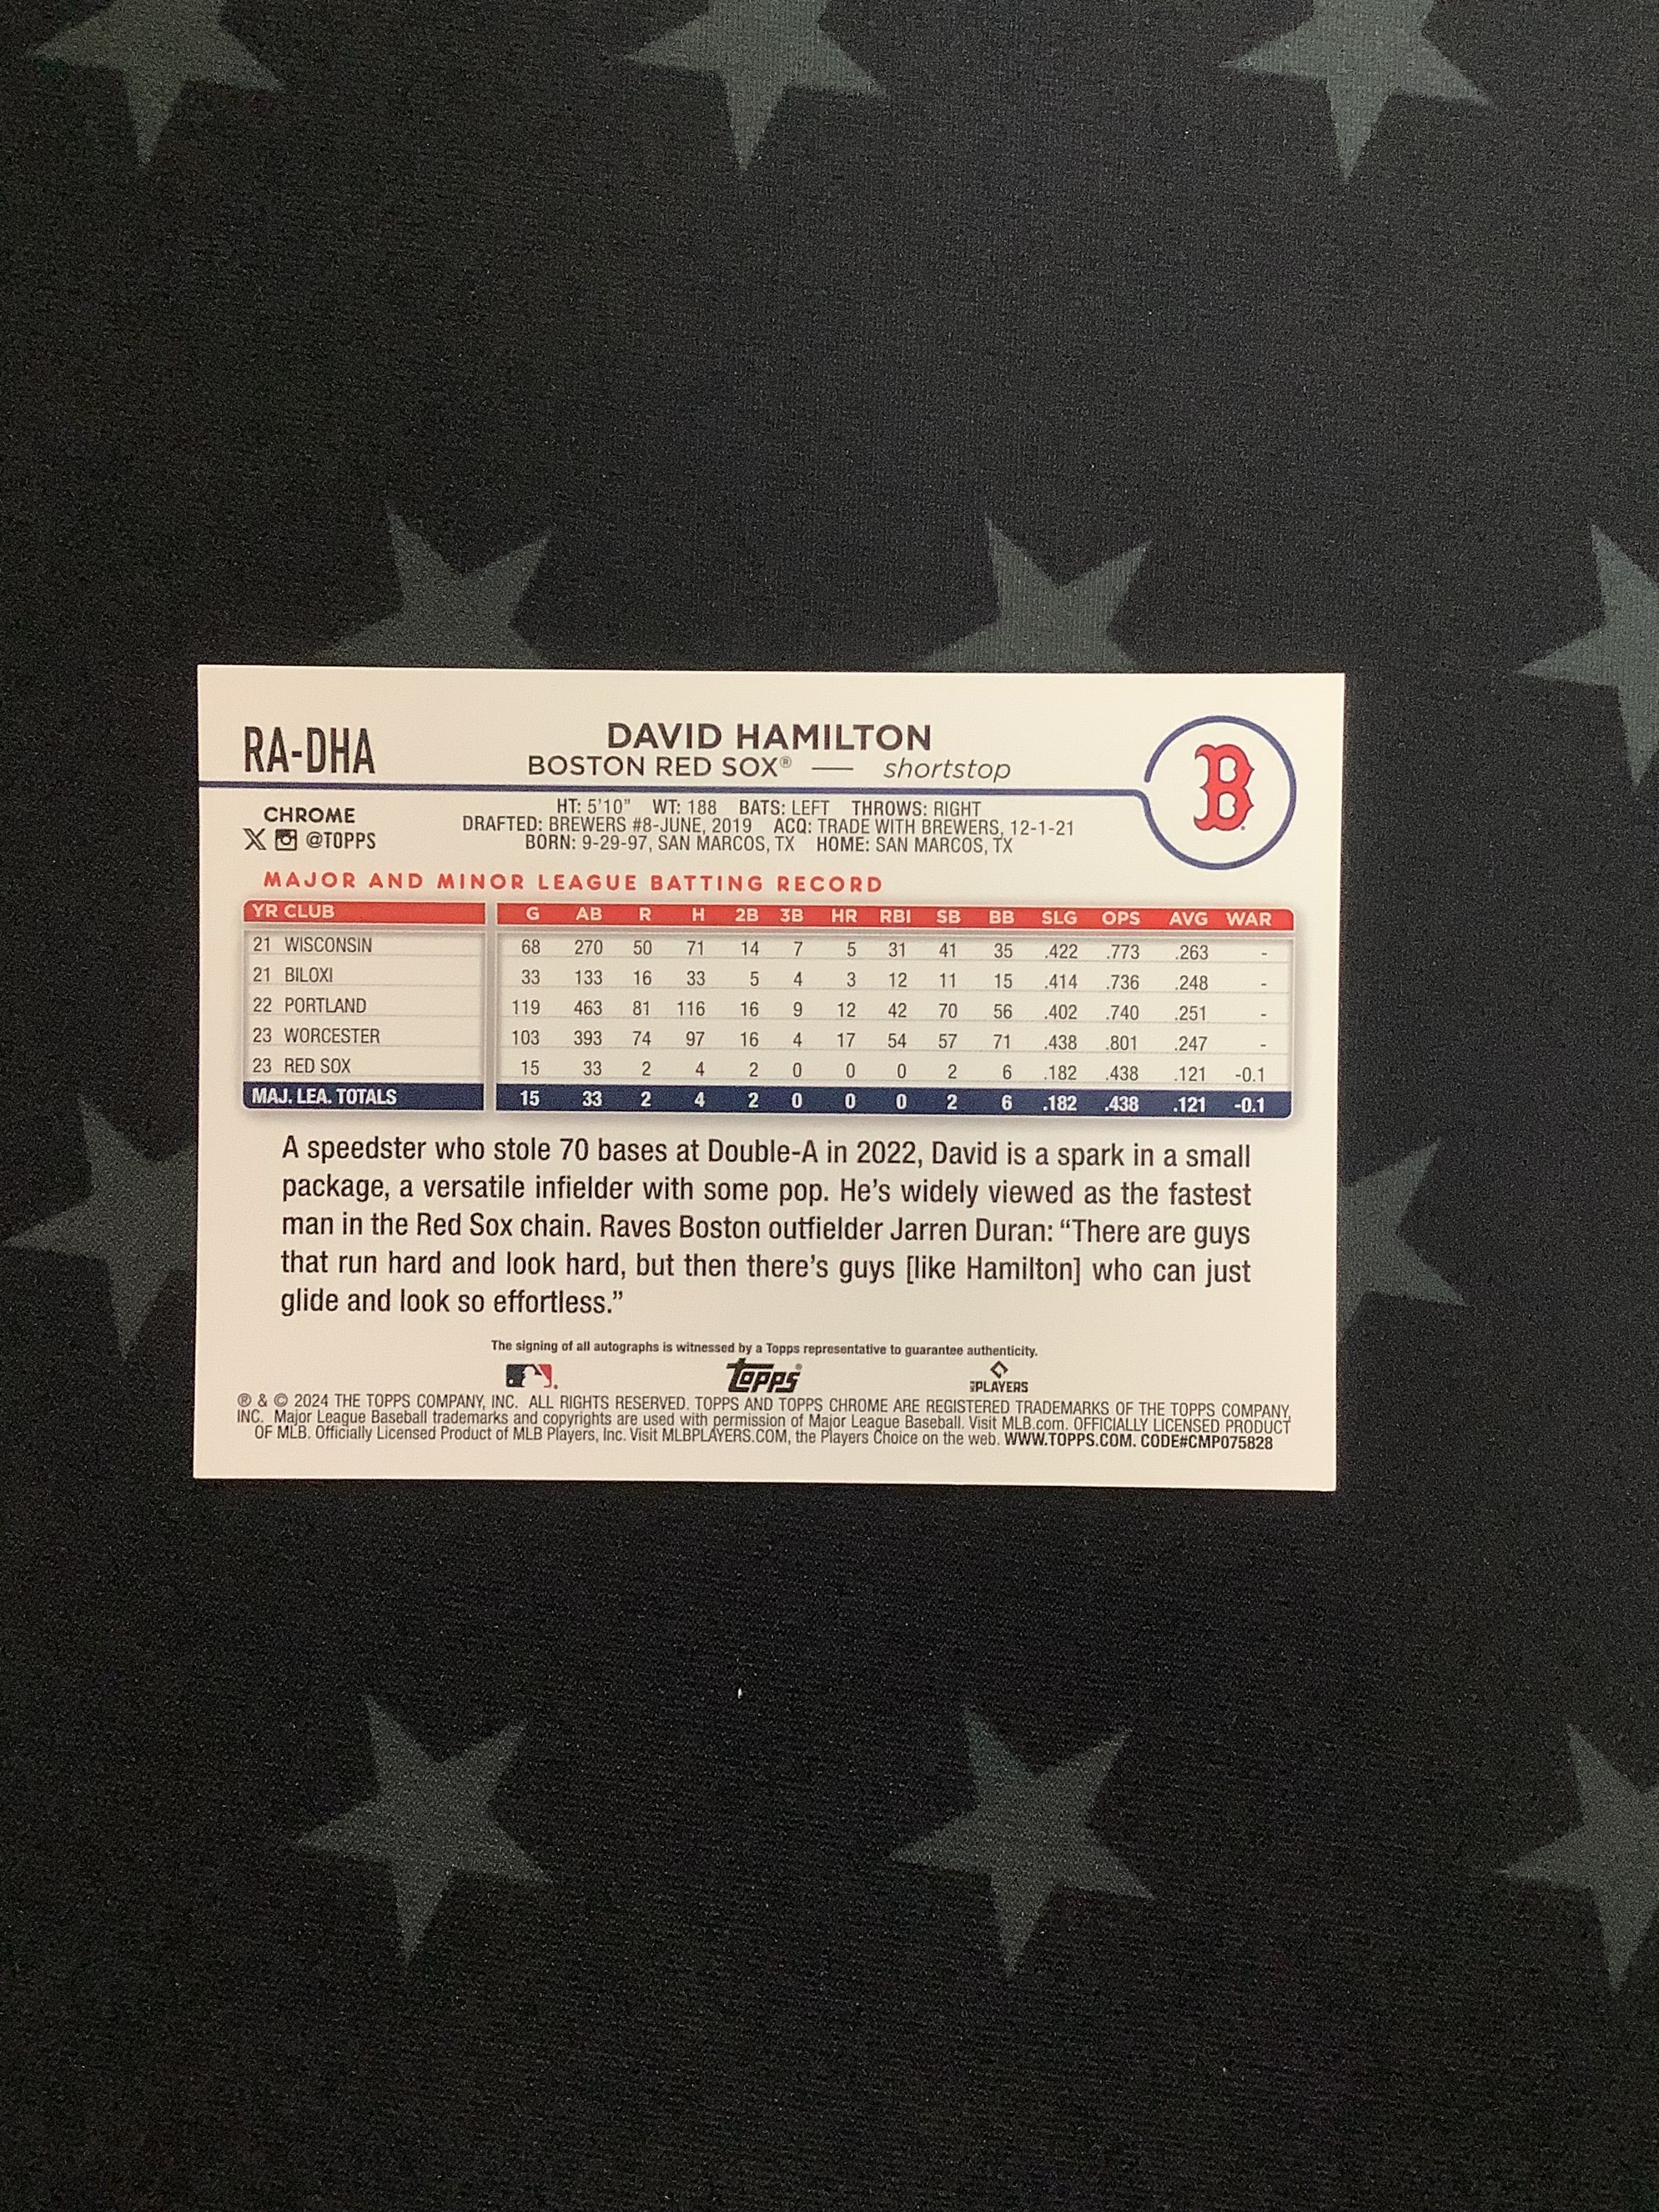 RA-DHA
DAVID HAMILTON
BOSTON RED SOX® — shortstop
B
CHROME
@TOPPS
HT: 5'10" WT: 188 BATS: LEFT THROWS: RIGHT
DRAFTED: BREWERS #8-JUNE, 2019 ACQ: TRADE WITH BREWERS, 12-1-21
BORN: 9-29-97, SAN MARCOS, TX HOME: SAN MARCOS, TX
MAJOR AND MINOR LEAGUE BATTING RECORD
YR CLUB G AB R H 2B 3B HR RBI SB BB SLG OPS AVG WAR
21 WISCONSIN 68 270 50 71 14 7 5 31 41 35 .422 .773 .263 -
21 BILOXI 33 133 16 33 5 4 3 12 11 15 .414 .736 .248 -
22 PORTLAND 119 463 81 116 16 9 12 42 70 56 .402 .740 .251 -
23 WORCESTER 103 393 74 97 16 4 17 54 57 71 .438 .801 .247 -
23 RED SOX 15 33 2 4 2 0 0 0 2 6 .182 .438 .121 -0.1
MAJ. LEA. TOTALS 15 33 2 4 2 0 0 0 2 6 .182 .438 .121 -0.1
A speedster who stole 70 bases at Double-A in 2022, David is a spark in a small
package, a versatile infielder with some pop. He's widely viewed as the fastest
man in the Red Sox chain. Raves Boston outfielder Jarren Duran: “There are guys
that run hard and look hard, but then there's guys [like Hamilton] who can just
glide and look so effortless.”
The signing of all autographs is witnessed by a Topps representative to guarantee authenticity.
Topps® PLAYERS
® & © 2024 THE TOPPS COMPANY, INC. ALL RIGHTS RESERVED. TOPPS AND TOPPS CHROME ARE REGISTERED TRADEMARKS OF THE TOPPS COMPANY,
INC. Major League Baseball trademarks and copyrights are used with permission of Major League Baseball. Visit MLB.com. OFFICIALLY LICENSED PRODUCT
OF MLB. Officially Licensed Product of MLB Players, Inc. Visit MLBPLAYERS.COM, the Players Choice on the web. WWW.TOPPS.COM. CODE#CMP075828